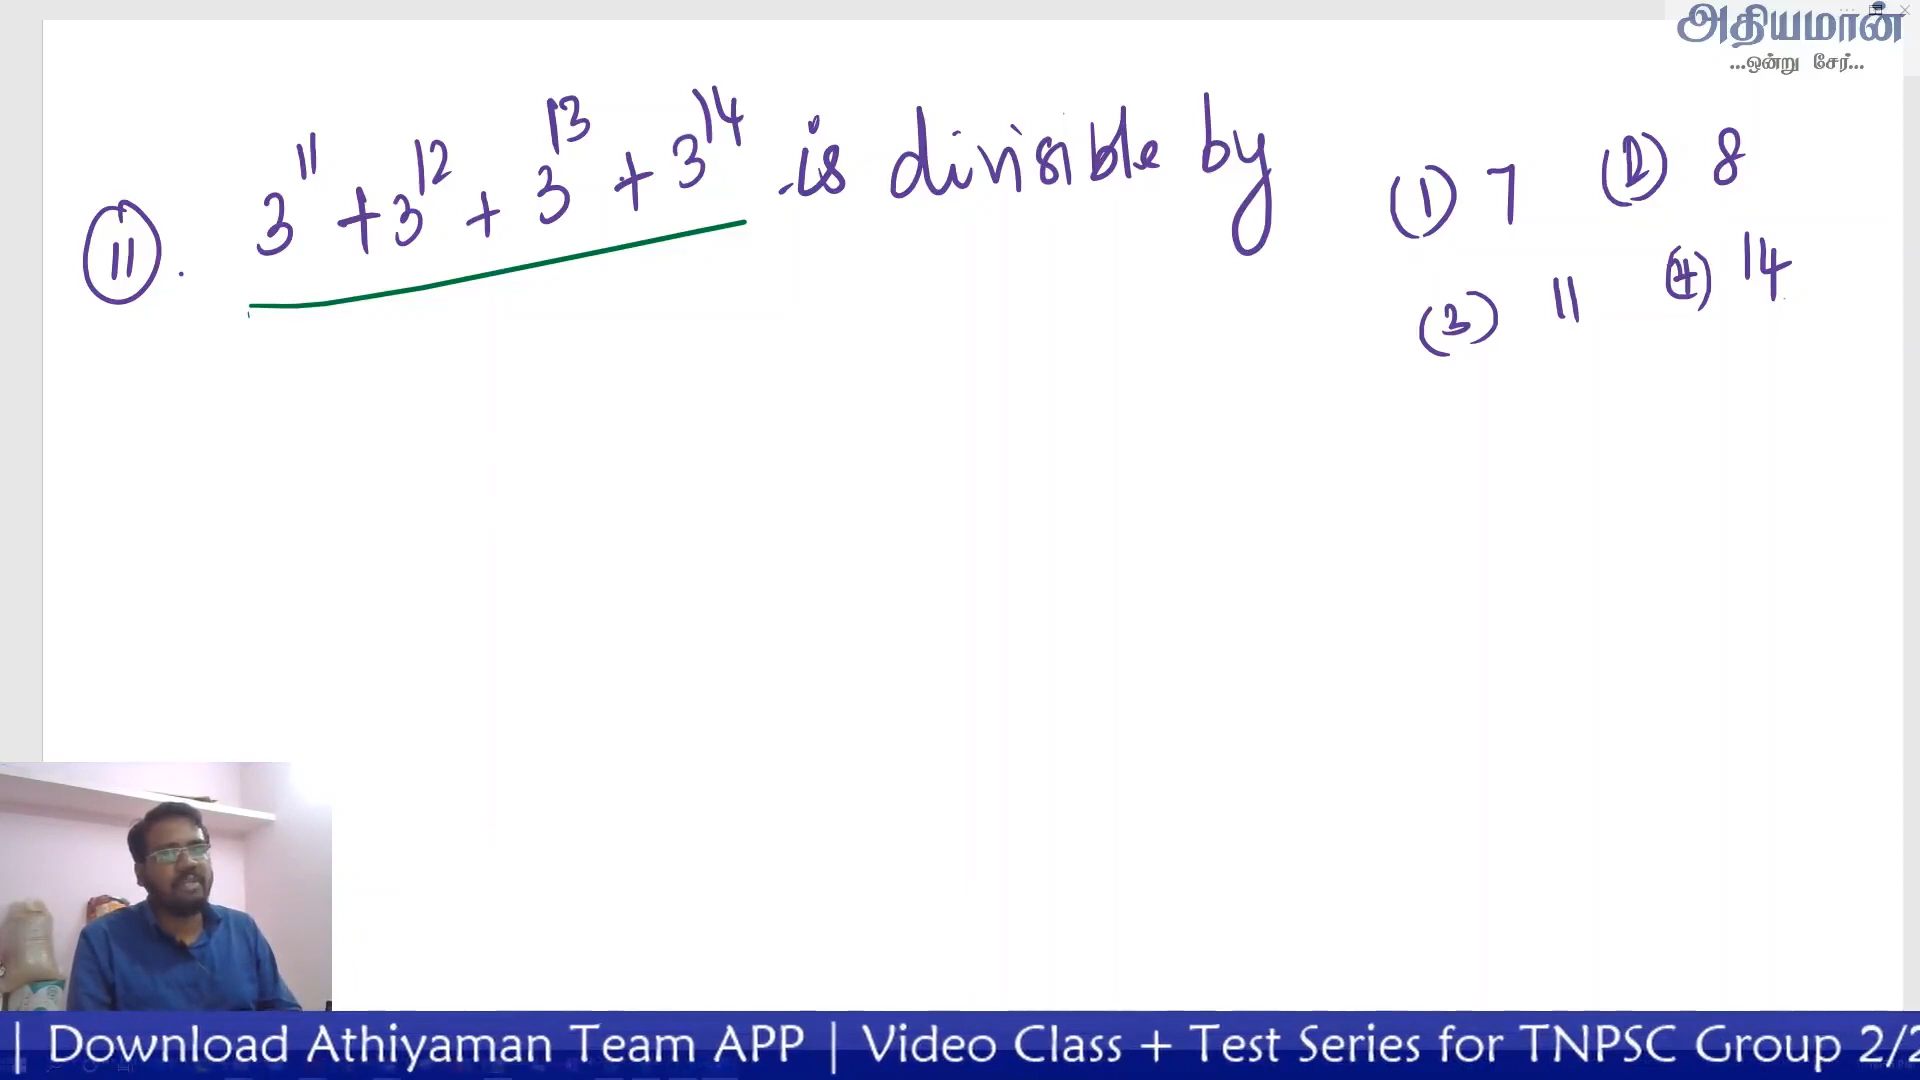 அதியமான்
...ஒன்று சேர்...
11. 3^11 + 3^12 + 3^13 + 3^14 is divisible by (1) 7 (2) 8
(3) 11 (4) 14
| Download Athiyaman Team APP | Video Class + Test Series for TNPSC Group 2/2